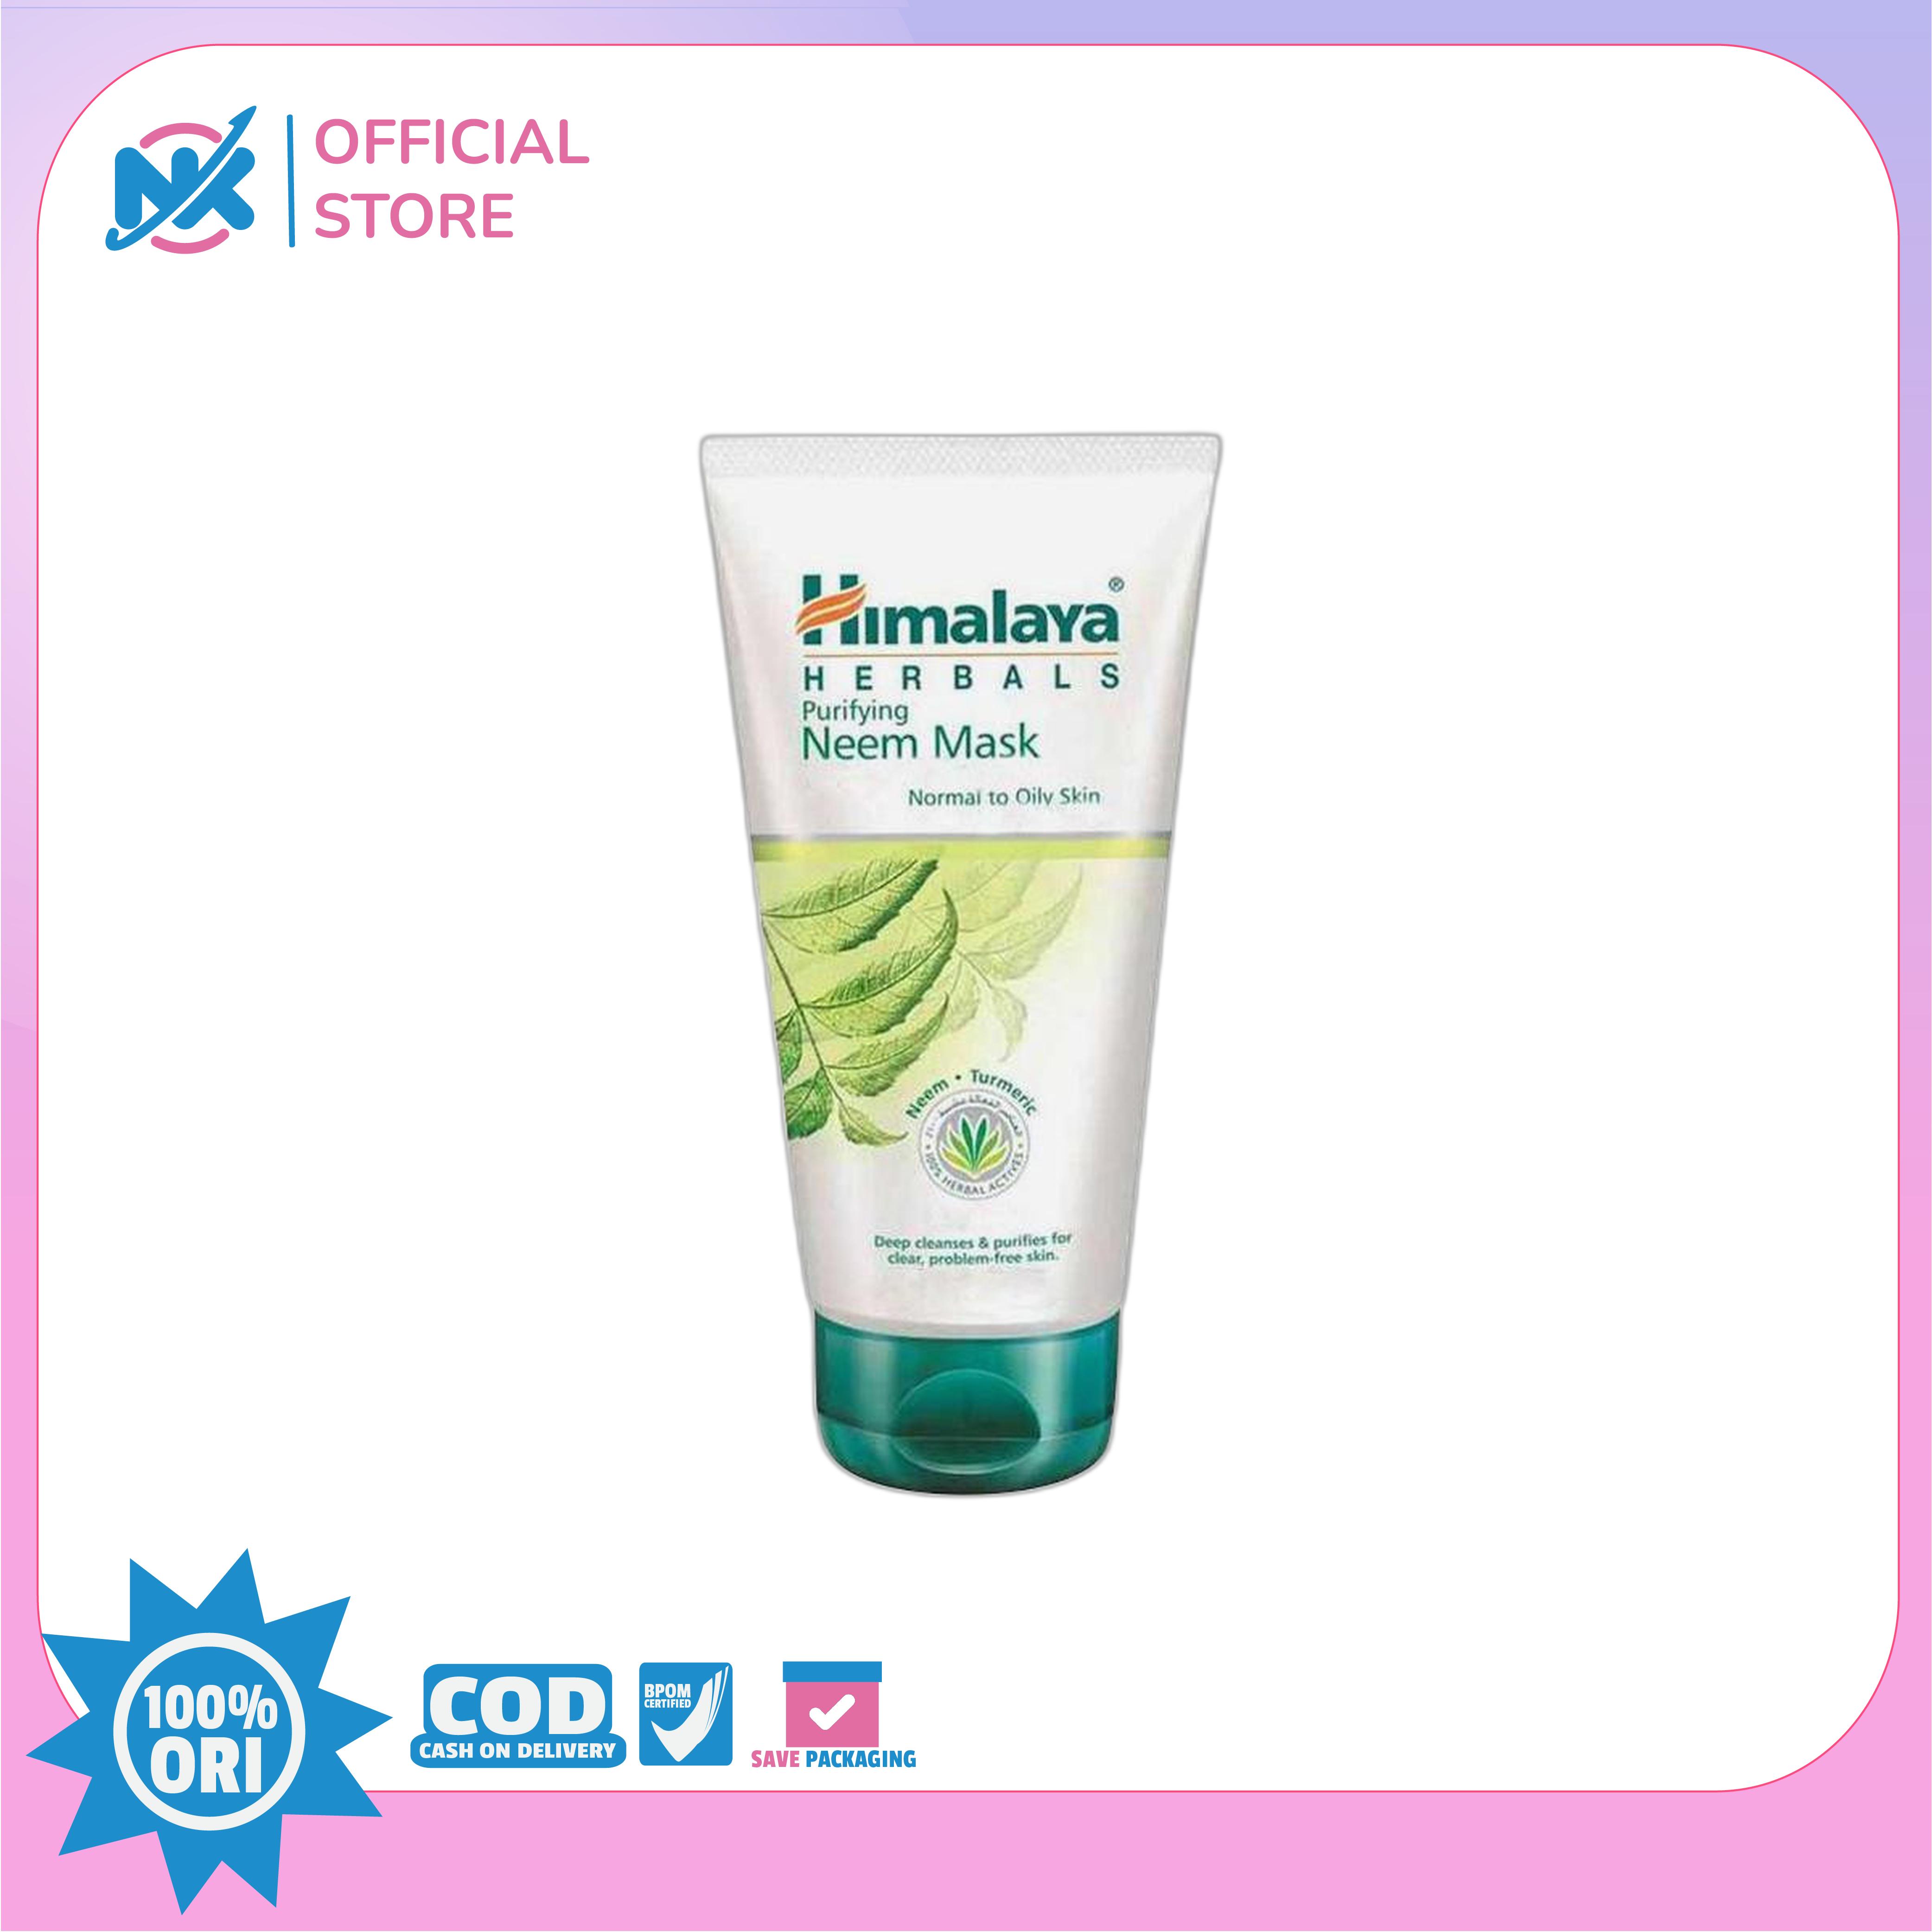 NK
OFFICIAL
STORE
Himalaya®
HERBALS
Purifying
Neem Mask
Normal to Oily Skin
Neem • Turmeric
100% HERBAL ACTIVES
Deep cleanses & purifies for
clear, problem-free skin.
100%
ORI
COD
CASH ON DELIVERY
BPOM
CERTIFIED
SAVE PACKAGING